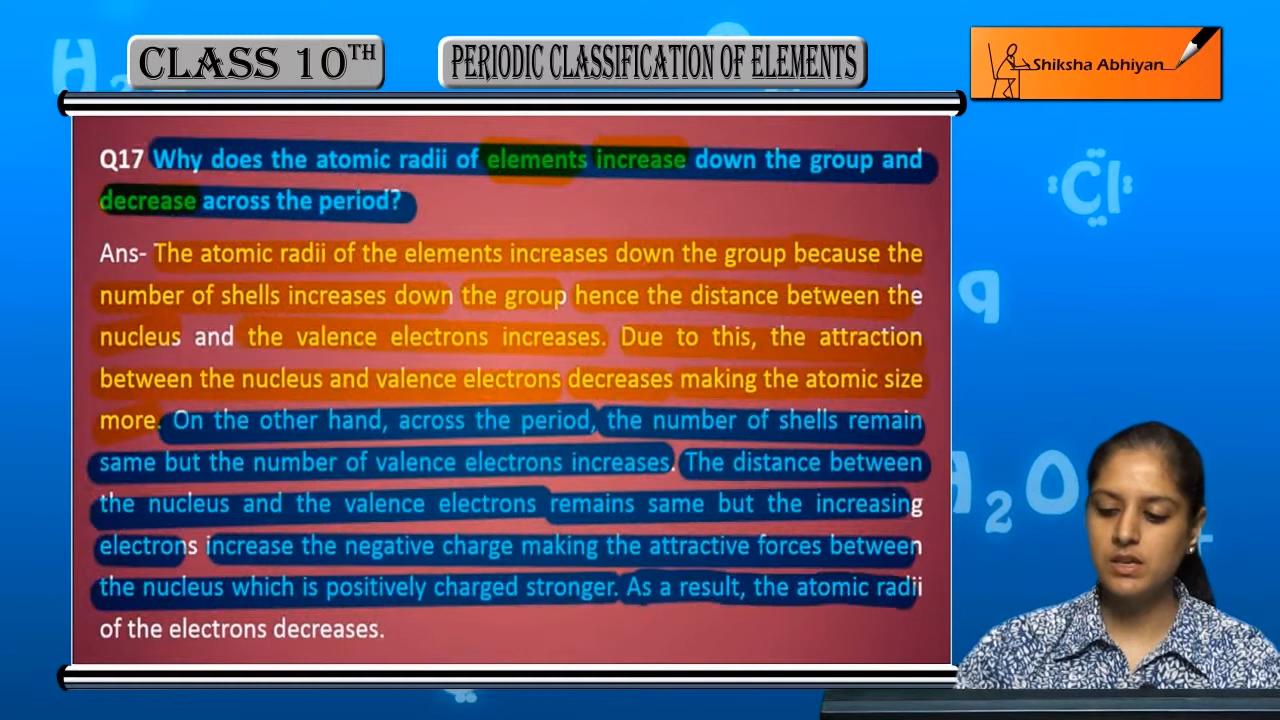 CLASS 10TH
PERIODIC CLASSIFICATION OF ELEMENTS
Shiksha Abhiyan
Q17 Why does the atomic radii of elements increase down the group and
decrease across the period?
Ans- The atomic radii of the elements increases down the group because the
number of shells increases down the group hence the distance between the
nucleus and the valence electrons increases. Due to this, the attraction
between the nucleus and valence electrons decreases making the atomic size
more. On the other hand, across the period, the number of shells remain
same but the number of valence electrons increases. The distance between
the nucleus and the valence electrons remains same but the increasing
electrons increase the negative charge making the attractive forces between
the nucleus which is positively charged stronger. As a result, the atomic radii
of the electrons decreases.
Cl
H2O